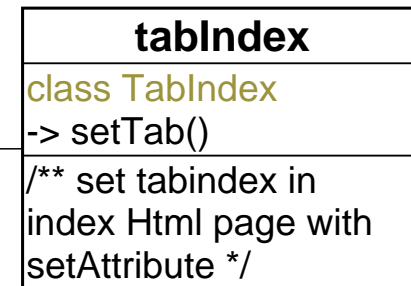 tabIndex
class TabIndex
-> setTab()
/** set tabindex in
index Html page with
setAttribute */